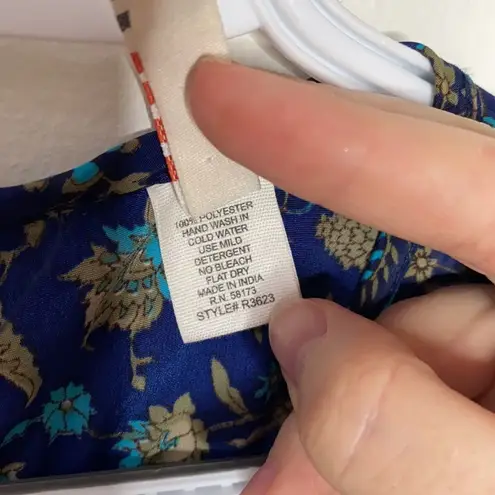 100% POLYESTER
HAND WASH IN
COLD WATER
USE MILD
DETERGENT
NO BLEACH
FLAT DRY
MADE IN INDIA
R.N. 58173
STYLE# R3623